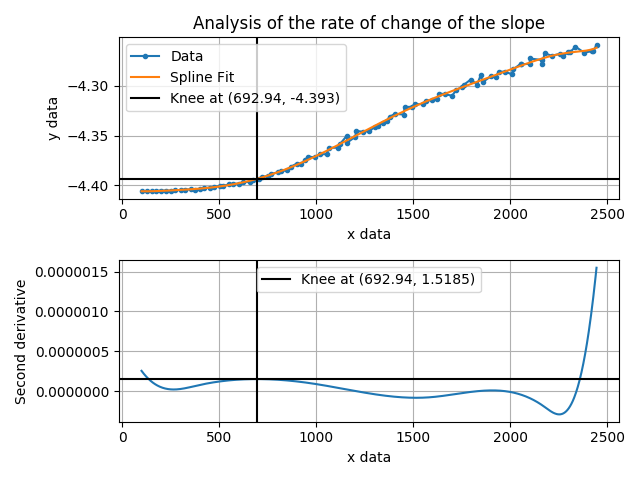 Analysis of the rate of change of the slope
Data
Spline Fit
Knee at (692.94, -4.393)
−4.30
−4.35
−4.40
y data
0 500 1000 1500 2000 2500
x data
Knee at (692.94, 1.5185)
0.0000015
0.0000010
0.0000005
0.0000000
Second derivative
0 500 1000 1500 2000 2500
x data